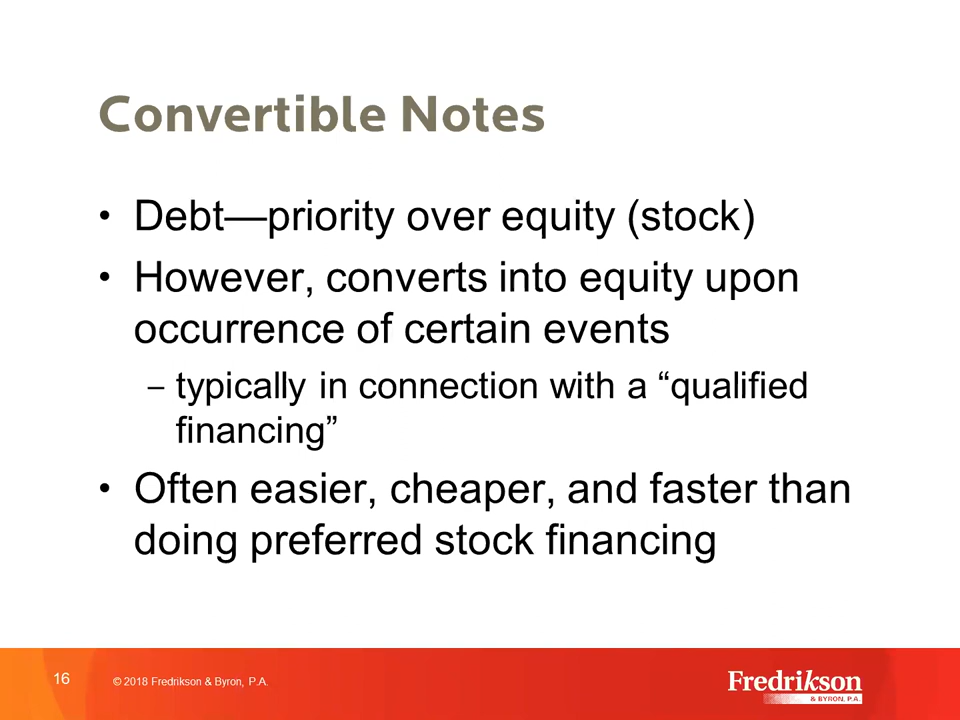 Convertible Notes
• Debt—priority over equity (stock)
• However, converts into equity upon
occurrence of certain events
– typically in connection with a “qualified
financing”
• Often easier, cheaper, and faster than
doing preferred stock financing
16
© 2018 Fredrikson & Byron, P.A.
Fredrikson
& BYRON, P.A.